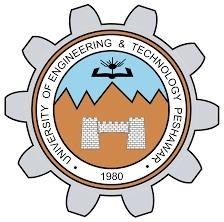 UNIVERSITY OF ENGINEERING & TECHNOLOGY PESHAWAR
1980